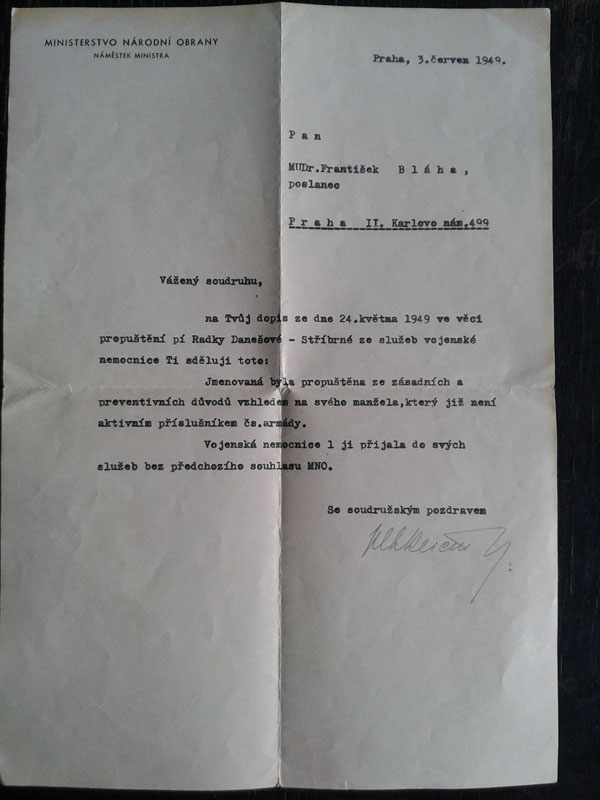 MINISTERSTVO NÁRODNÍ OBRANY
NÁMĚSTEK MINISTRA
Praha, 3.červen 1949.
P a n
MUDr.František B l á h a ,
poslanec
P r a h a II. Karlovo nám.499
Vážený soudruhu,
na Tvůj dopis ze dne 24.května 1949 ve věci
propuštění pí Radky Danešové - Stříbrné ze služeb vojenské
nemocnice Ti sděluji toto:
Jmenovaná byla propuštěna ze zásadních a
preventivních důvodů vzhledem na svého manžela,který již není
aktivním příslušníkem čs.armády.
Vojenská nemocnice 1 ji přijala do svých
služeb bez předchozího souhlasu MNO.
Se soudružským pozdravem